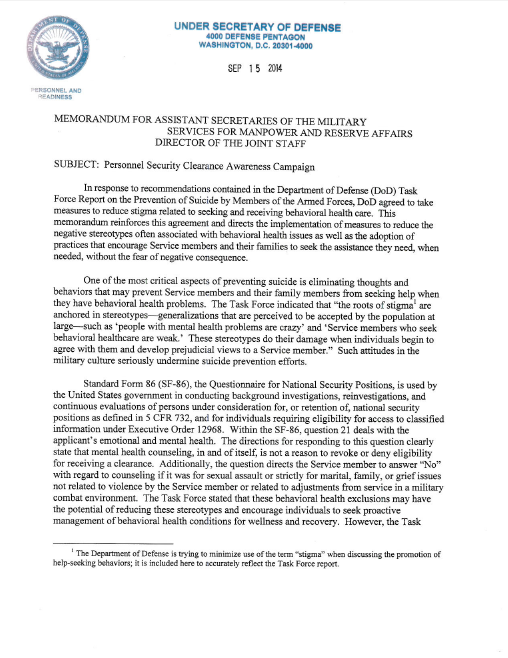 UNDER SECRETARY OF DEFENSE
4000 DEFENSE PENTAGON
WASHINGTON, D.C. 20301-4000
SEP 15 2014
PERSONNEL AND
READINESS
MEMORANDUM FOR ASSISTANT SECRETARIES OF THE MILITARY
SERVICES FOR MANPOWER AND RESERVE AFFAIRS
DIRECTOR OF THE JOINT STAFF
SUBJECT: Personnel Security Clearance Awareness Campaign
In response to recommendations contained in the Department of Defense (DoD) Task
Force Report on the Prevention of Suicide by Members of the Armed Forces, DoD agreed to take
measures to reduce stigma related to seeking and receiving behavioral health care. This
memorandum reinforces this agreement and directs the implementation of measures to reduce the
negative stereotypes often associated with behavioral health issues as well as the adoption of
practices that encourage Service members and their families to seek the assistance they need, when
needed, without the fear of negative consequence.
One of the most critical aspects of preventing suicide is eliminating thoughts and
behaviors that may prevent Service members and their family members from seeking help when
they have behavioral health problems. The Task Force indicated that "the roots of stigma¹ are
anchored in stereotypes—generalizations that are perceived to be accepted by the population at
large—such as 'people with mental health problems are crazy' and 'Service members who seek
behavioral healthcare are weak.' These stereotypes do their damage when individuals begin to
agree with them and develop prejudicial views to a Service member." Such attitudes in the
military culture seriously undermine suicide prevention efforts.
Standard Form 86 (SF-86), the Questionnaire for National Security Positions, is used by
the United States government in conducting background investigations, reinvestigations, and
continuous evaluations of persons under consideration for, or retention of, national security
positions as defined in 5 CFR 732, and for individuals requiring eligibility for access to classified
information under Executive Order 12968. Within the SF-86, question 21 deals with the
applicant's emotional and mental health. The directions for responding to this question clearly
state that mental health counseling, in and of itself, is not a reason to revoke or deny eligibility
for receiving a clearance. Additionally, the question directs the Service member to answer "No"
with regard to counseling if it was for sexual assault or strictly for marital, family, or grief issues
not related to violence by the Service member or related to adjustments from service in a military
combat environment. The Task Force stated that these behavioral health exclusions may have
the potential of reducing these stereotypes and encourage individuals to seek proactive
management of behavioral health conditions for wellness and recovery. However, the Task
¹ The Department of Defense is trying to minimize use of the term "stigma" when discussing the promotion of
help-seeking behaviors; it is included here to accurately reflect the Task Force report.